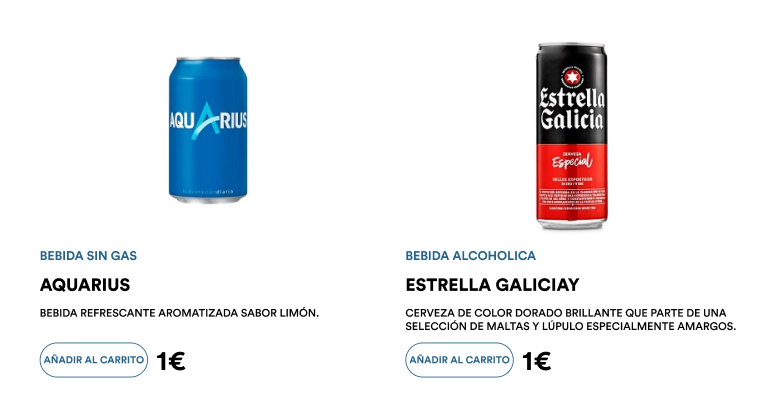 AQUARIUS
Estrella
Galicia
CERVEZA
Especial
BEBIDA SIN GAS
AQUARIUS
BEBIDA REFRESCANTE AROMATIZADA SABOR LIMÓN.
AÑADIR AL CARRITO 1€
BEBIDA ALCOHOLICA
ESTRELLA GALICIAY
CERVEZA DE COLOR DORADO BRILLANTE QUE PARTE DE UNA
SELECCIÓN DE MALTAS Y LÚPULO ESPECIALMENTE AMARGOS.
AÑADIR AL CARRITO 1€